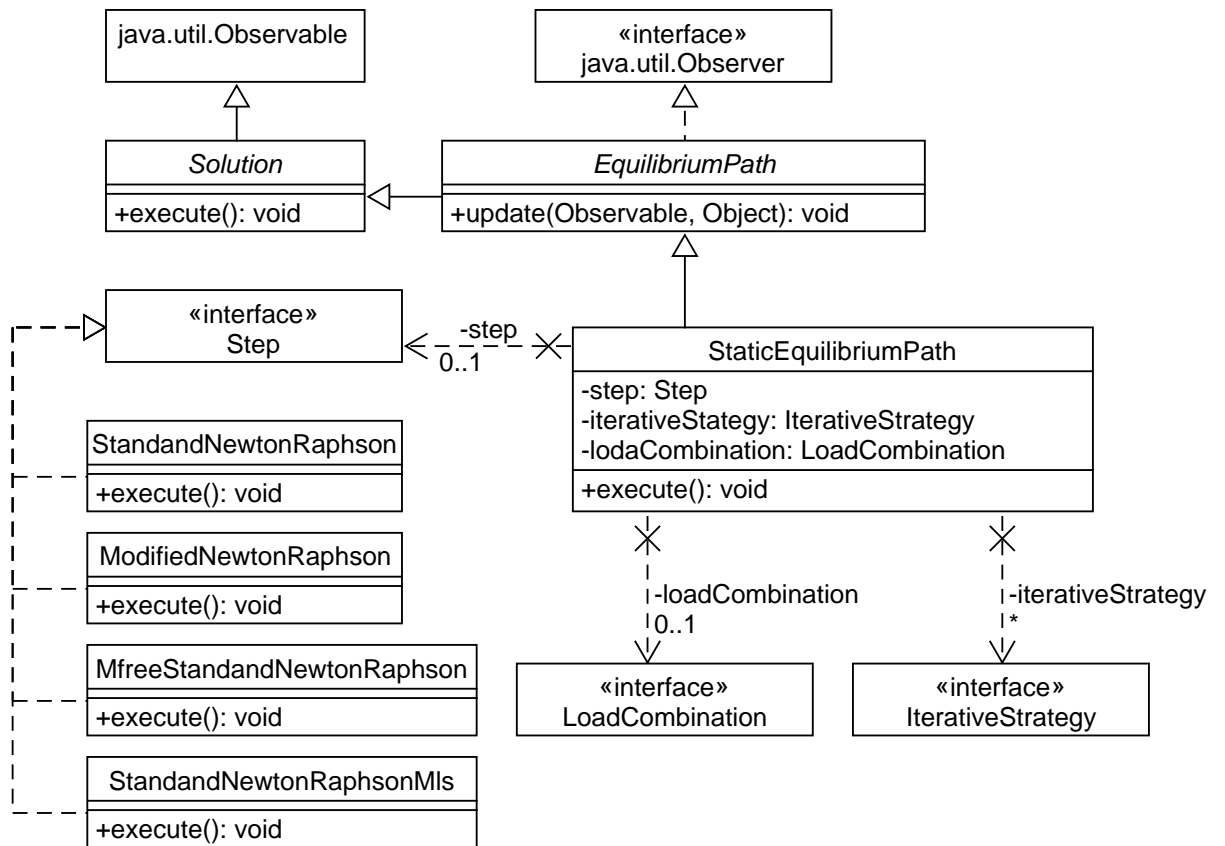 java.util.Observable
«interface»
java.util.Observer
Solution
+execute(): void
EquilibriumPath
+update(Observable, Object): void
«interface»
Step
-step
0..1
StaticEquilibriumPath
-step: Step
-iterativeStategy: IterativeStrategy
-lodaCombination: LoadCombination
+execute(): void
StandandNewtonRaphson
+execute(): void
ModifiedNewtonRaphson
+execute(): void
MfreeStandandNewtonRaphson
+execute(): void
StandandNewtonRaphsonMls
+execute(): void
-loadCombination
0..1
-iterativeStrategy
*
«interface»
LoadCombination
«interface»
IterativeStrategy